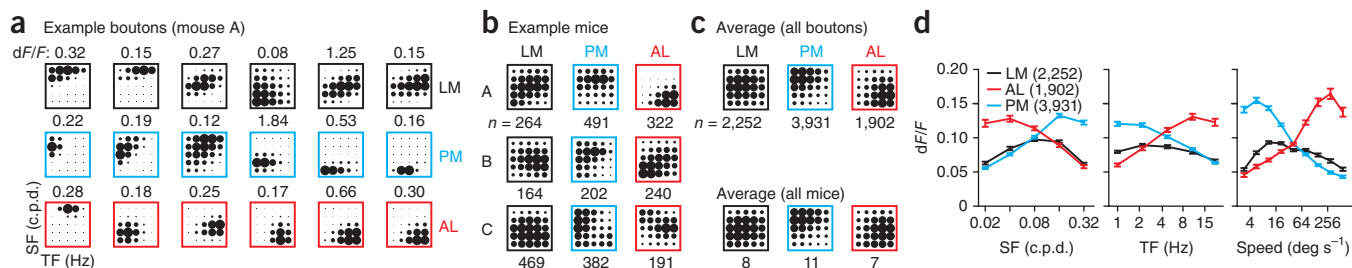 a Example boutons (mouse A)
dF/F: 0.32 0.15 0.27 0.08 1.25 0.15
LM
0.22 0.19 0.12 1.84 0.53 0.16
PM
0.28 0.18 0.25 0.17 0.66 0.30
AL
SF (c.p.d.)
TF (Hz)
b Example mice
LM PM AL
A
n = 264 491 322
B
164 202 240
C
469 382 191
c Average (all boutons)
LM PM AL
n = 2,252 3,931 1,902
Average (all mice)
8 11 7
d
LM (2,252)
AL (1,902)
PM (3,931)
dF/F
0.20
0.15
0.10
0.05
0
0.02 0.08 0.32
SF (c.p.d.)
1 2 4 8 15
TF (Hz)
4 16 64 256
Speed (deg s⁻¹)